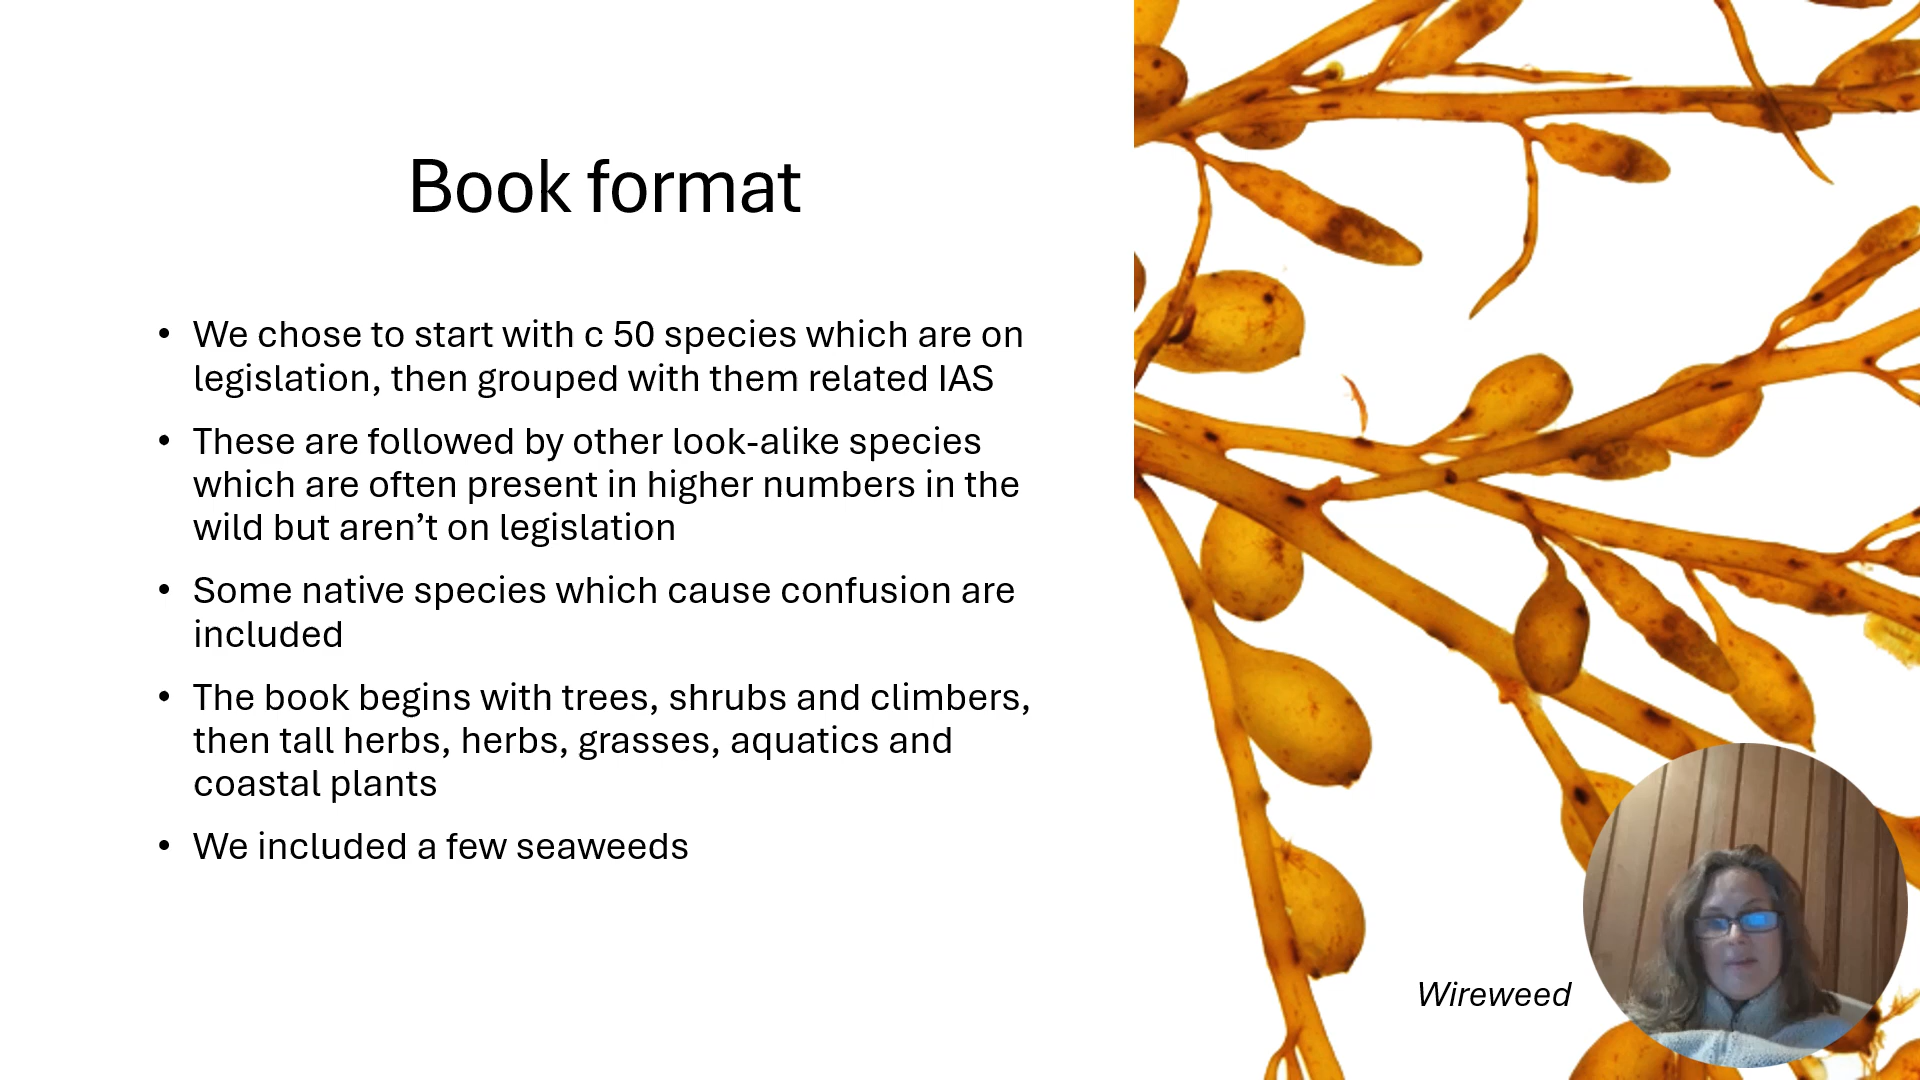 Book format
• We chose to start with c 50 species which are on
legislation, then grouped with them related IAS
• These are followed by other look-alike species
which are often present in higher numbers in the
wild but aren’t on legislation
• Some native species which cause confusion are
included
• The book begins with trees, shrubs and climbers,
then tall herbs, herbs, grasses, aquatics and
coastal plants
• We included a few seaweeds
Wireweed